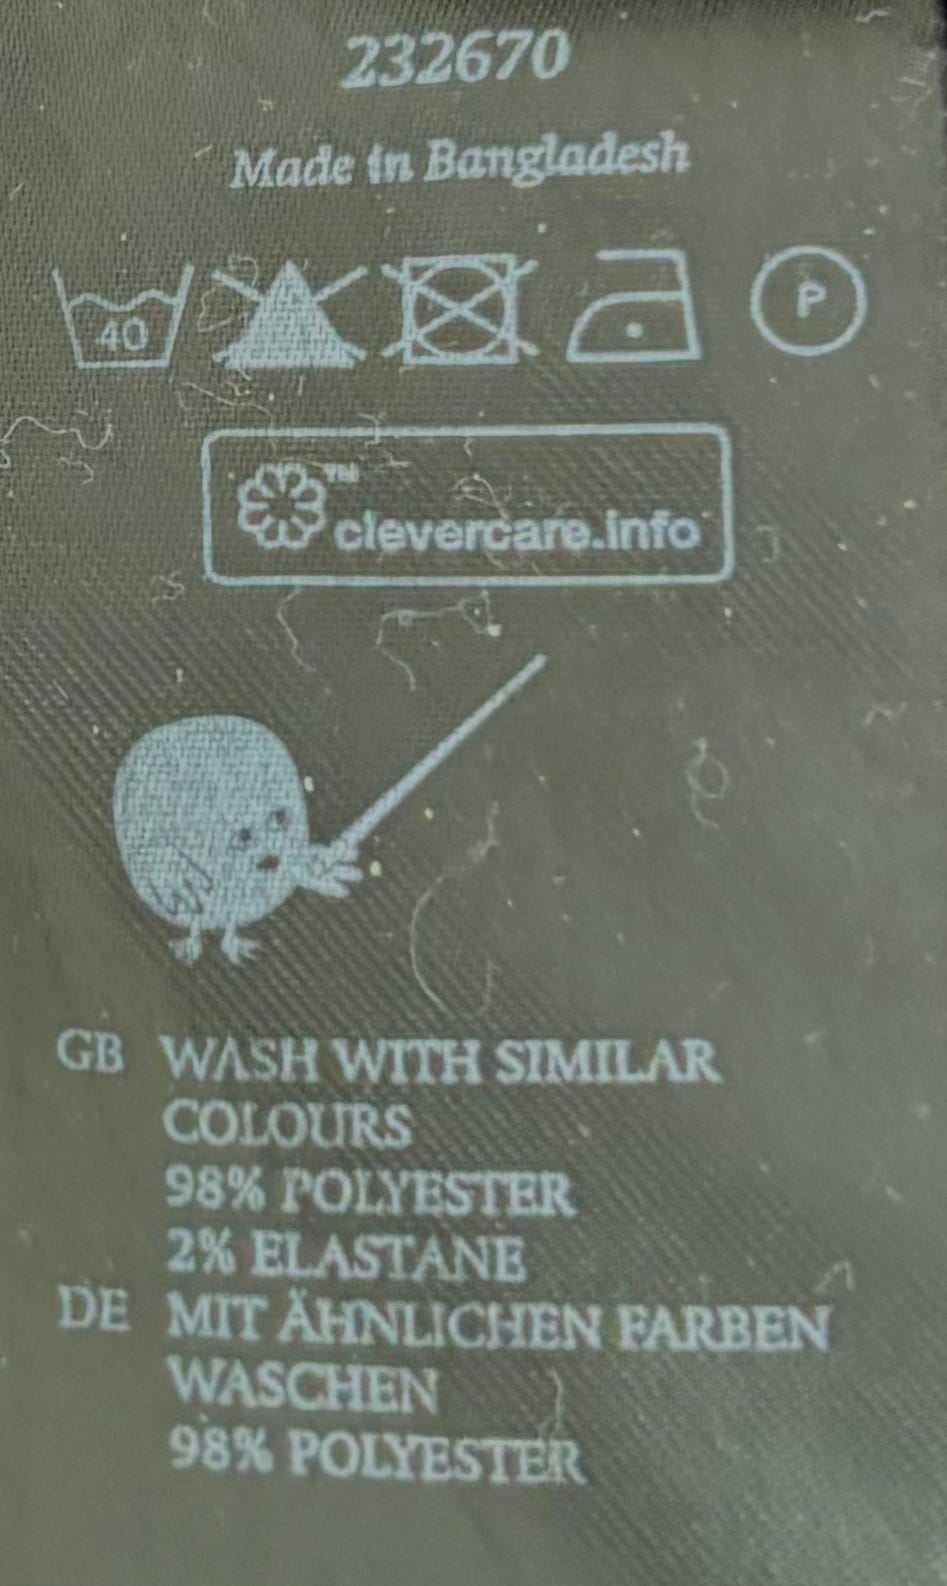 232670
Made in Bangladesh
40
P
TM
clevercare.info
GB WASH WITH SIMILAR
COLOURS
98% POLYESTER
2% ELASTANE
DE MIT ÄHNLICHEN FARBEN
WASCHEN
98% POLYESTER